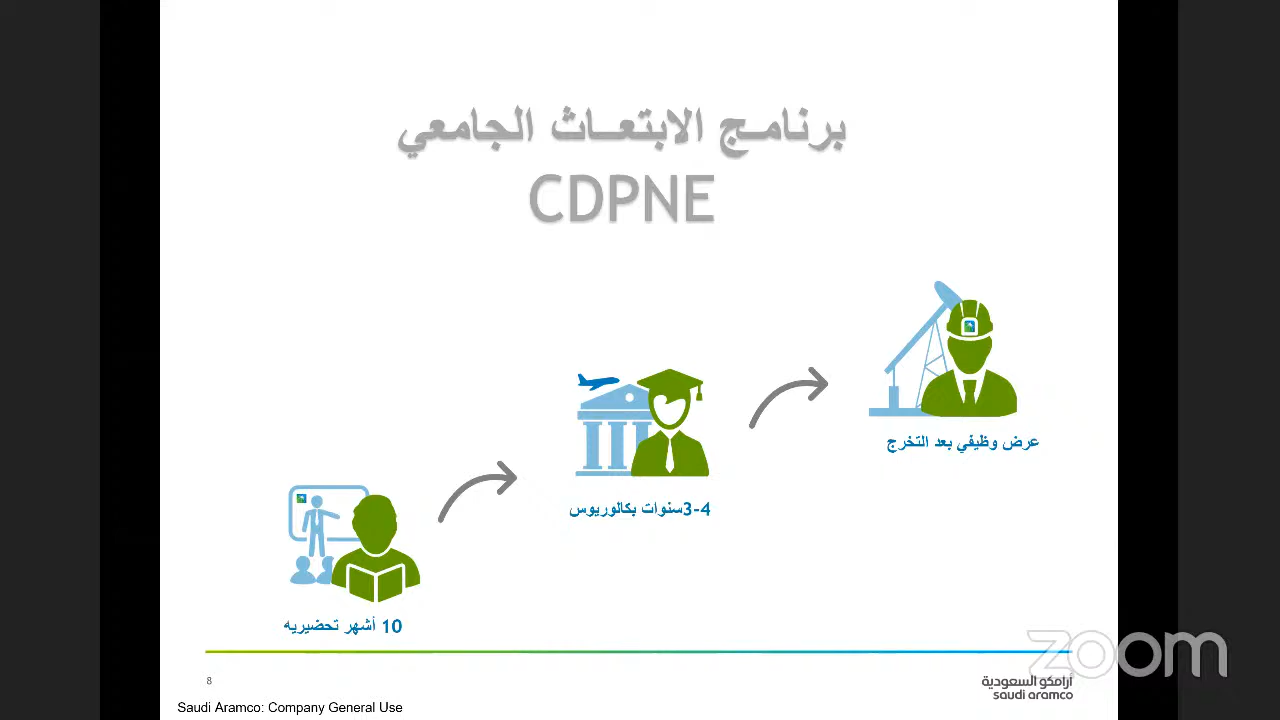 برنامج الابتعاث الجامعي
CDPNE
عرض وظيفي بعد التخرج
3-4سنوات بكالوريوس
10 أشهر تحضيريه
8
أرامكو السعودية
saudi aramco
zoom
Saudi Aramco: Company General Use